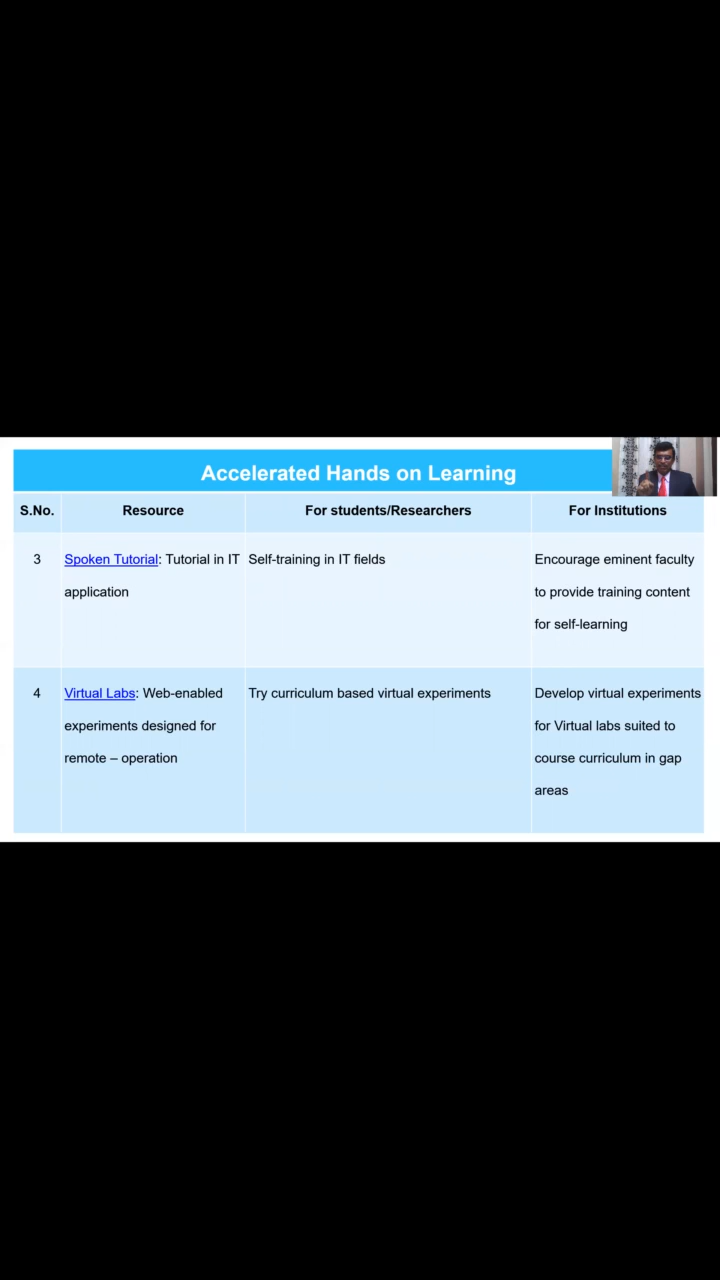 Accelerated Hands on Learning
S.No. Resource For students/Researchers For Institutions
3 Spoken Tutorial: Tutorial in IT Self-training in IT fields Encourage eminent faculty
application to provide training content
for self-learning
4 Virtual Labs: Web-enabled Try curriculum based virtual experiments Develop virtual experiments
experiments designed for for Virtual labs suited to
remote – operation course curriculum in gap
areas